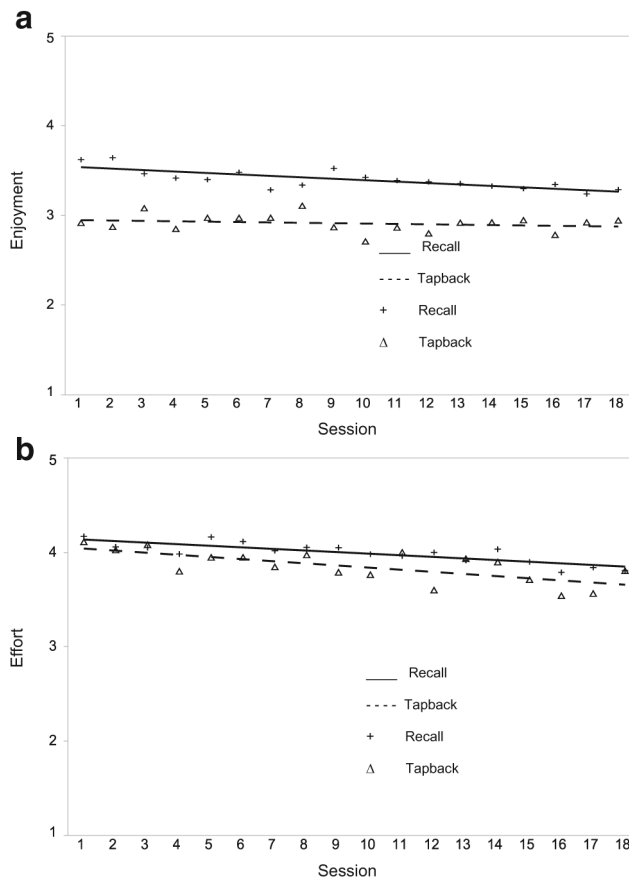 a
5
4
3
2
1
Enjoyment
Recall
Tapback
+ Recall
Δ Tapback
1 2 3 4 5 6 7 8 9 10 11 12 13 14 15 16 17 18
Session
b
5
4
3
2
1
Effort
Recall
Tapback
+ Recall
Δ Tapback
1 2 3 4 5 6 7 8 9 10 11 12 13 14 15 16 17 18
Session